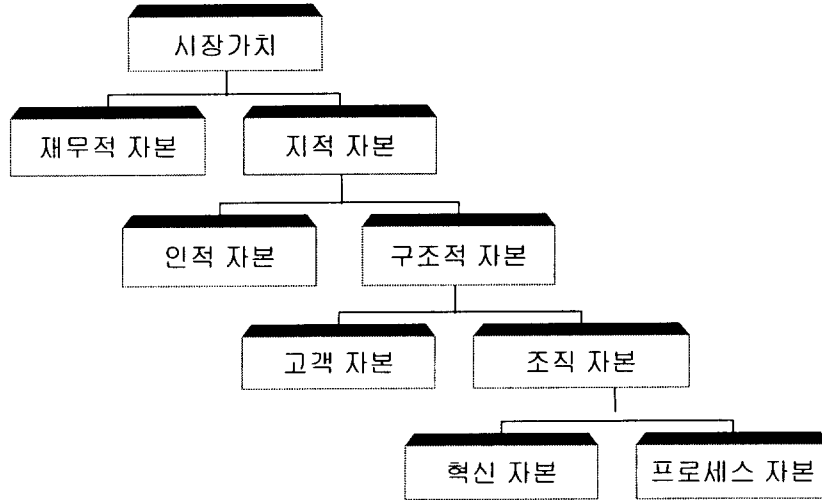 시장가치
재무적 자본
지적 자본
인적 자본
구조적 자본
고객 자본
조직 자본
혁신 자본
프로세스 자본